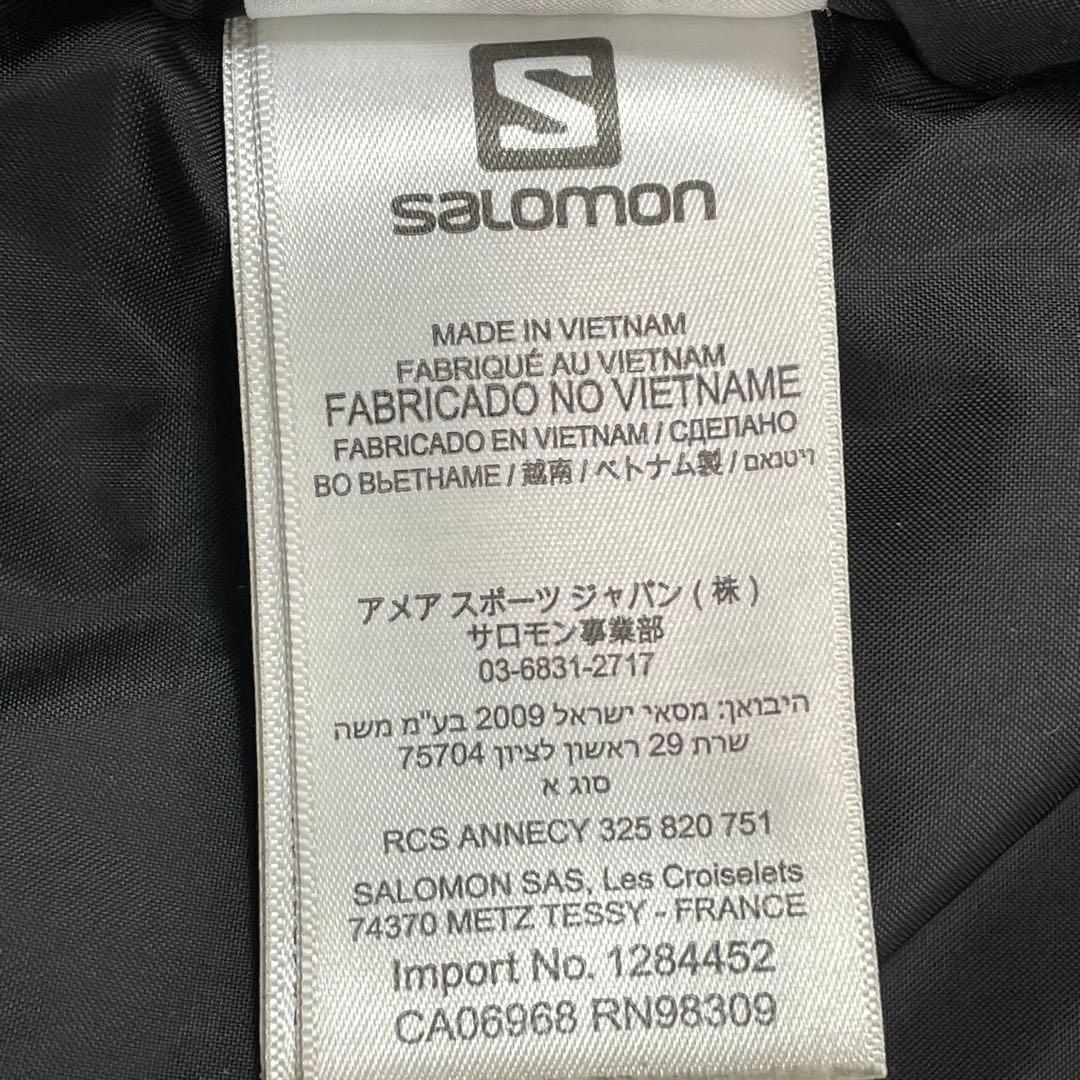 S
salomon
MADE IN VIETNAM
FABRIQUÉ AU VIETNAM
FABRICADO NO VIETNAME
FABRICADO EN VIETNAM / СДЕЛАНО
ВО ВЬЕТНАМЕ / 越南 / ベトナム製 / ויטנאם
アメア スポーツ ジャパン ( 株 )
サロモン事業部
03-6831-2717
היבואן: מסאי ישראל 2009 בע"מ משה
שרת 29 ראשון לציון 75704
סוג א
RCS ANNECY 325 820 751
SALOMON SAS, Les Croiselets
74370 METZ TESSY - FRANCE
Import No. 1284452
CA06968 RN98309